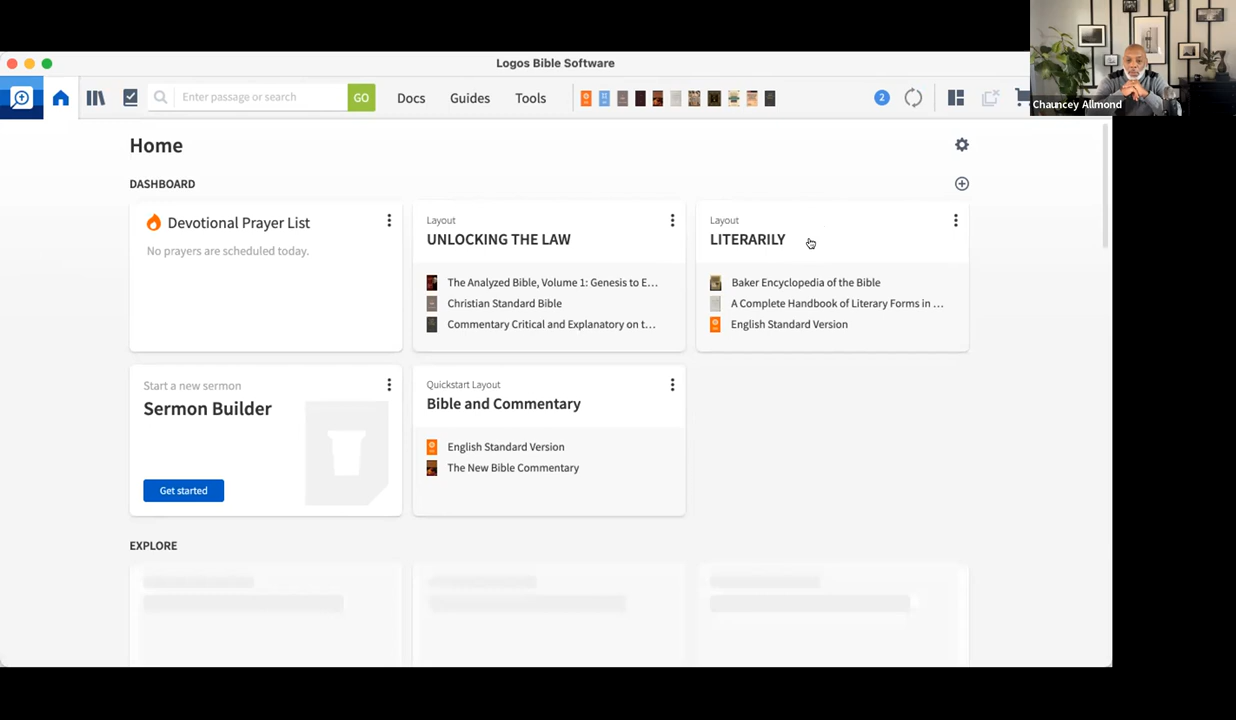 Logos Bible Software
Enter passage or search
GO
Docs
Guides
Tools
2
Chauncey Allmond
Home
DASHBOARD
Devotional Prayer List
No prayers are scheduled today.
Layout
UNLOCKING THE LAW
The Analyzed Bible, Volume 1: Genesis to E...
Christian Standard Bible
Commentary Critical and Explanatory on t...
Layout
LITERARILY
Baker Encyclopedia of the Bible
A Complete Handbook of Literary Forms in ...
English Standard Version
Start a new sermon
Sermon Builder
Get started
Quickstart Layout
Bible and Commentary
English Standard Version
The New Bible Commentary
EXPLORE